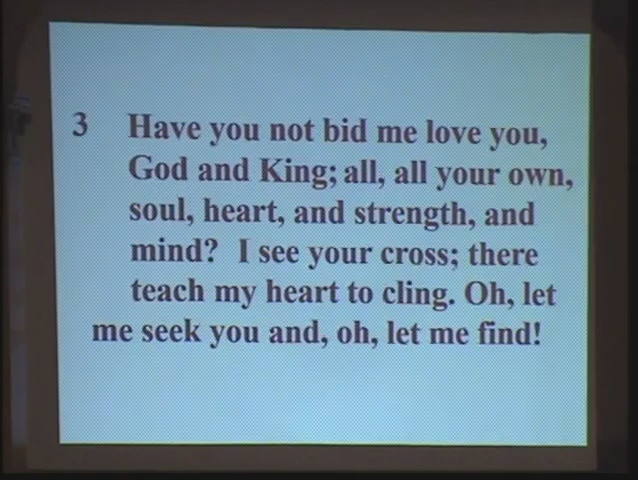 3 Have you not bid me love you,
God and King; all, all your own,
soul, heart, and strength, and
mind? I see your cross; there
teach my heart to cling. Oh, let
me seek you and, oh, let me find!